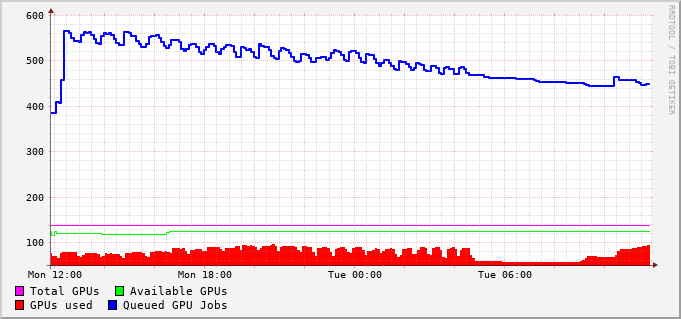 600
500
400
300
200
100
Mon 12:00 Mon 18:00 Tue 00:00 Tue 06:00
Total GPUs Available GPUs
GPUs used Queued GPU Jobs
RRDTOOL / TOBI OETIKER